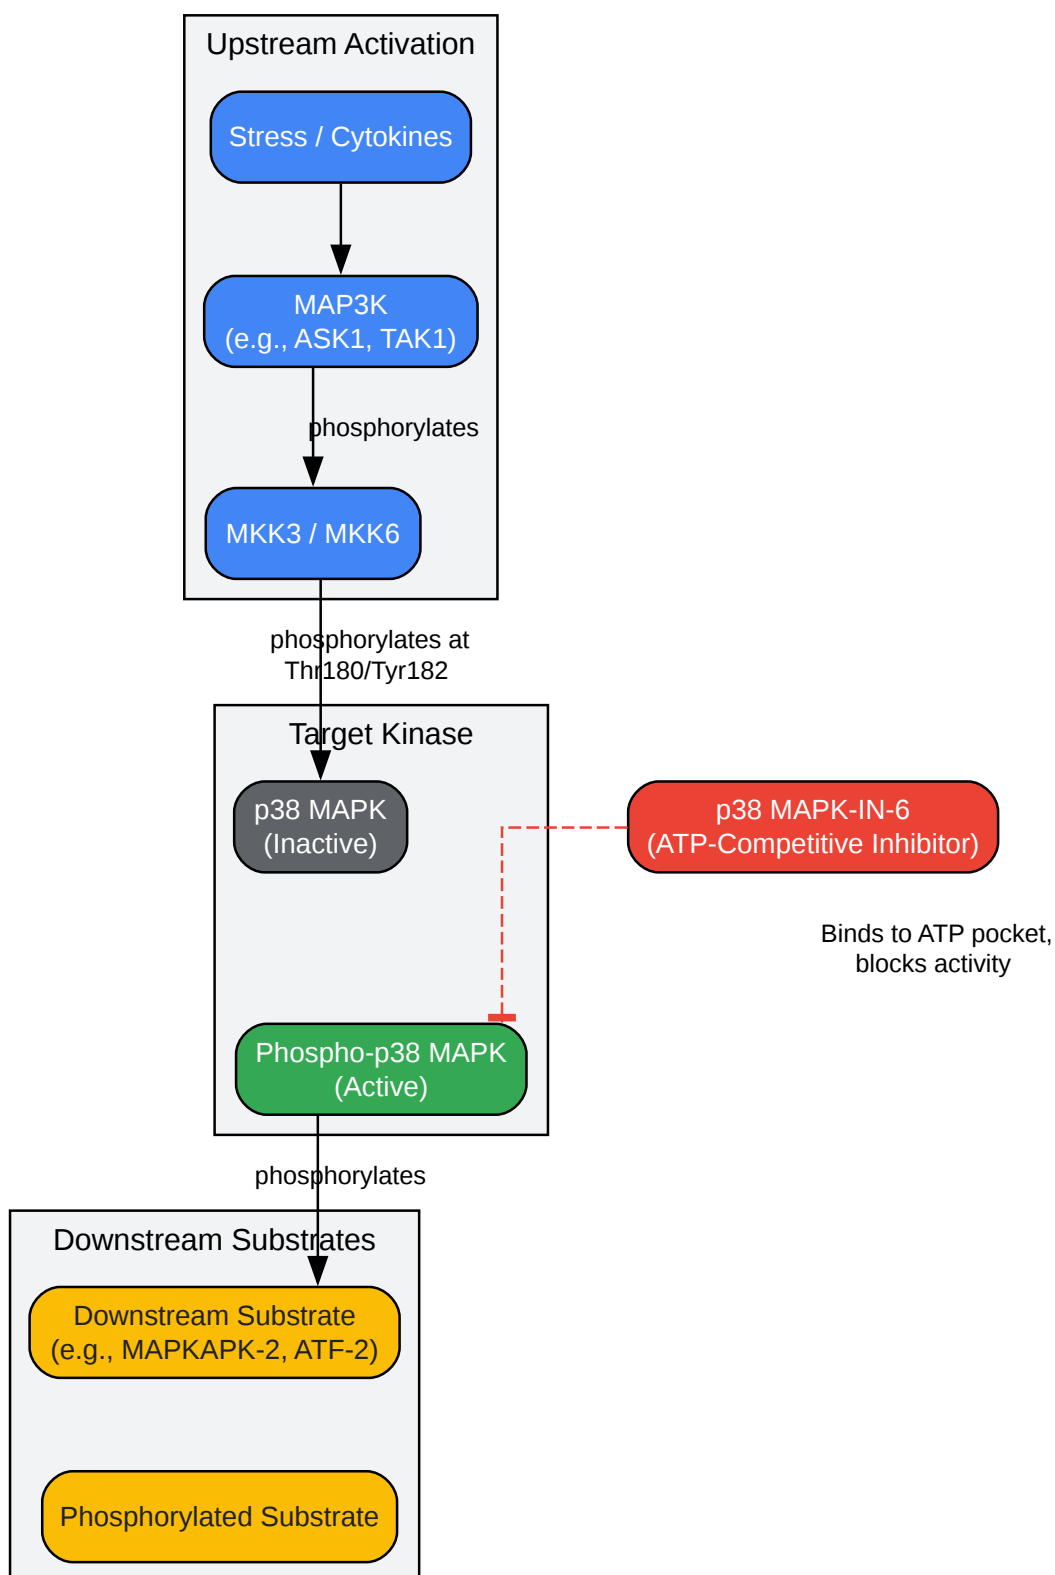 Upstream Activation
Stress / Cytokines
MAP3K
(e.g., ASK1, TAK1)
phosphorylates
MKK3 / MKK6
phosphorylates at
Thr180/Tyr182
Target Kinase
p38 MAPK
(Inactive)
p38 MAPK-IN-6
(ATP-Competitive Inhibitor)
Binds to ATP pocket,
blocks activity
Phospho-p38 MAPK
(Active)
phosphorylates
Downstream Substrates
Downstream Substrate
(e.g., MAPKAPK-2, ATF-2)
Phosphorylated Substrate